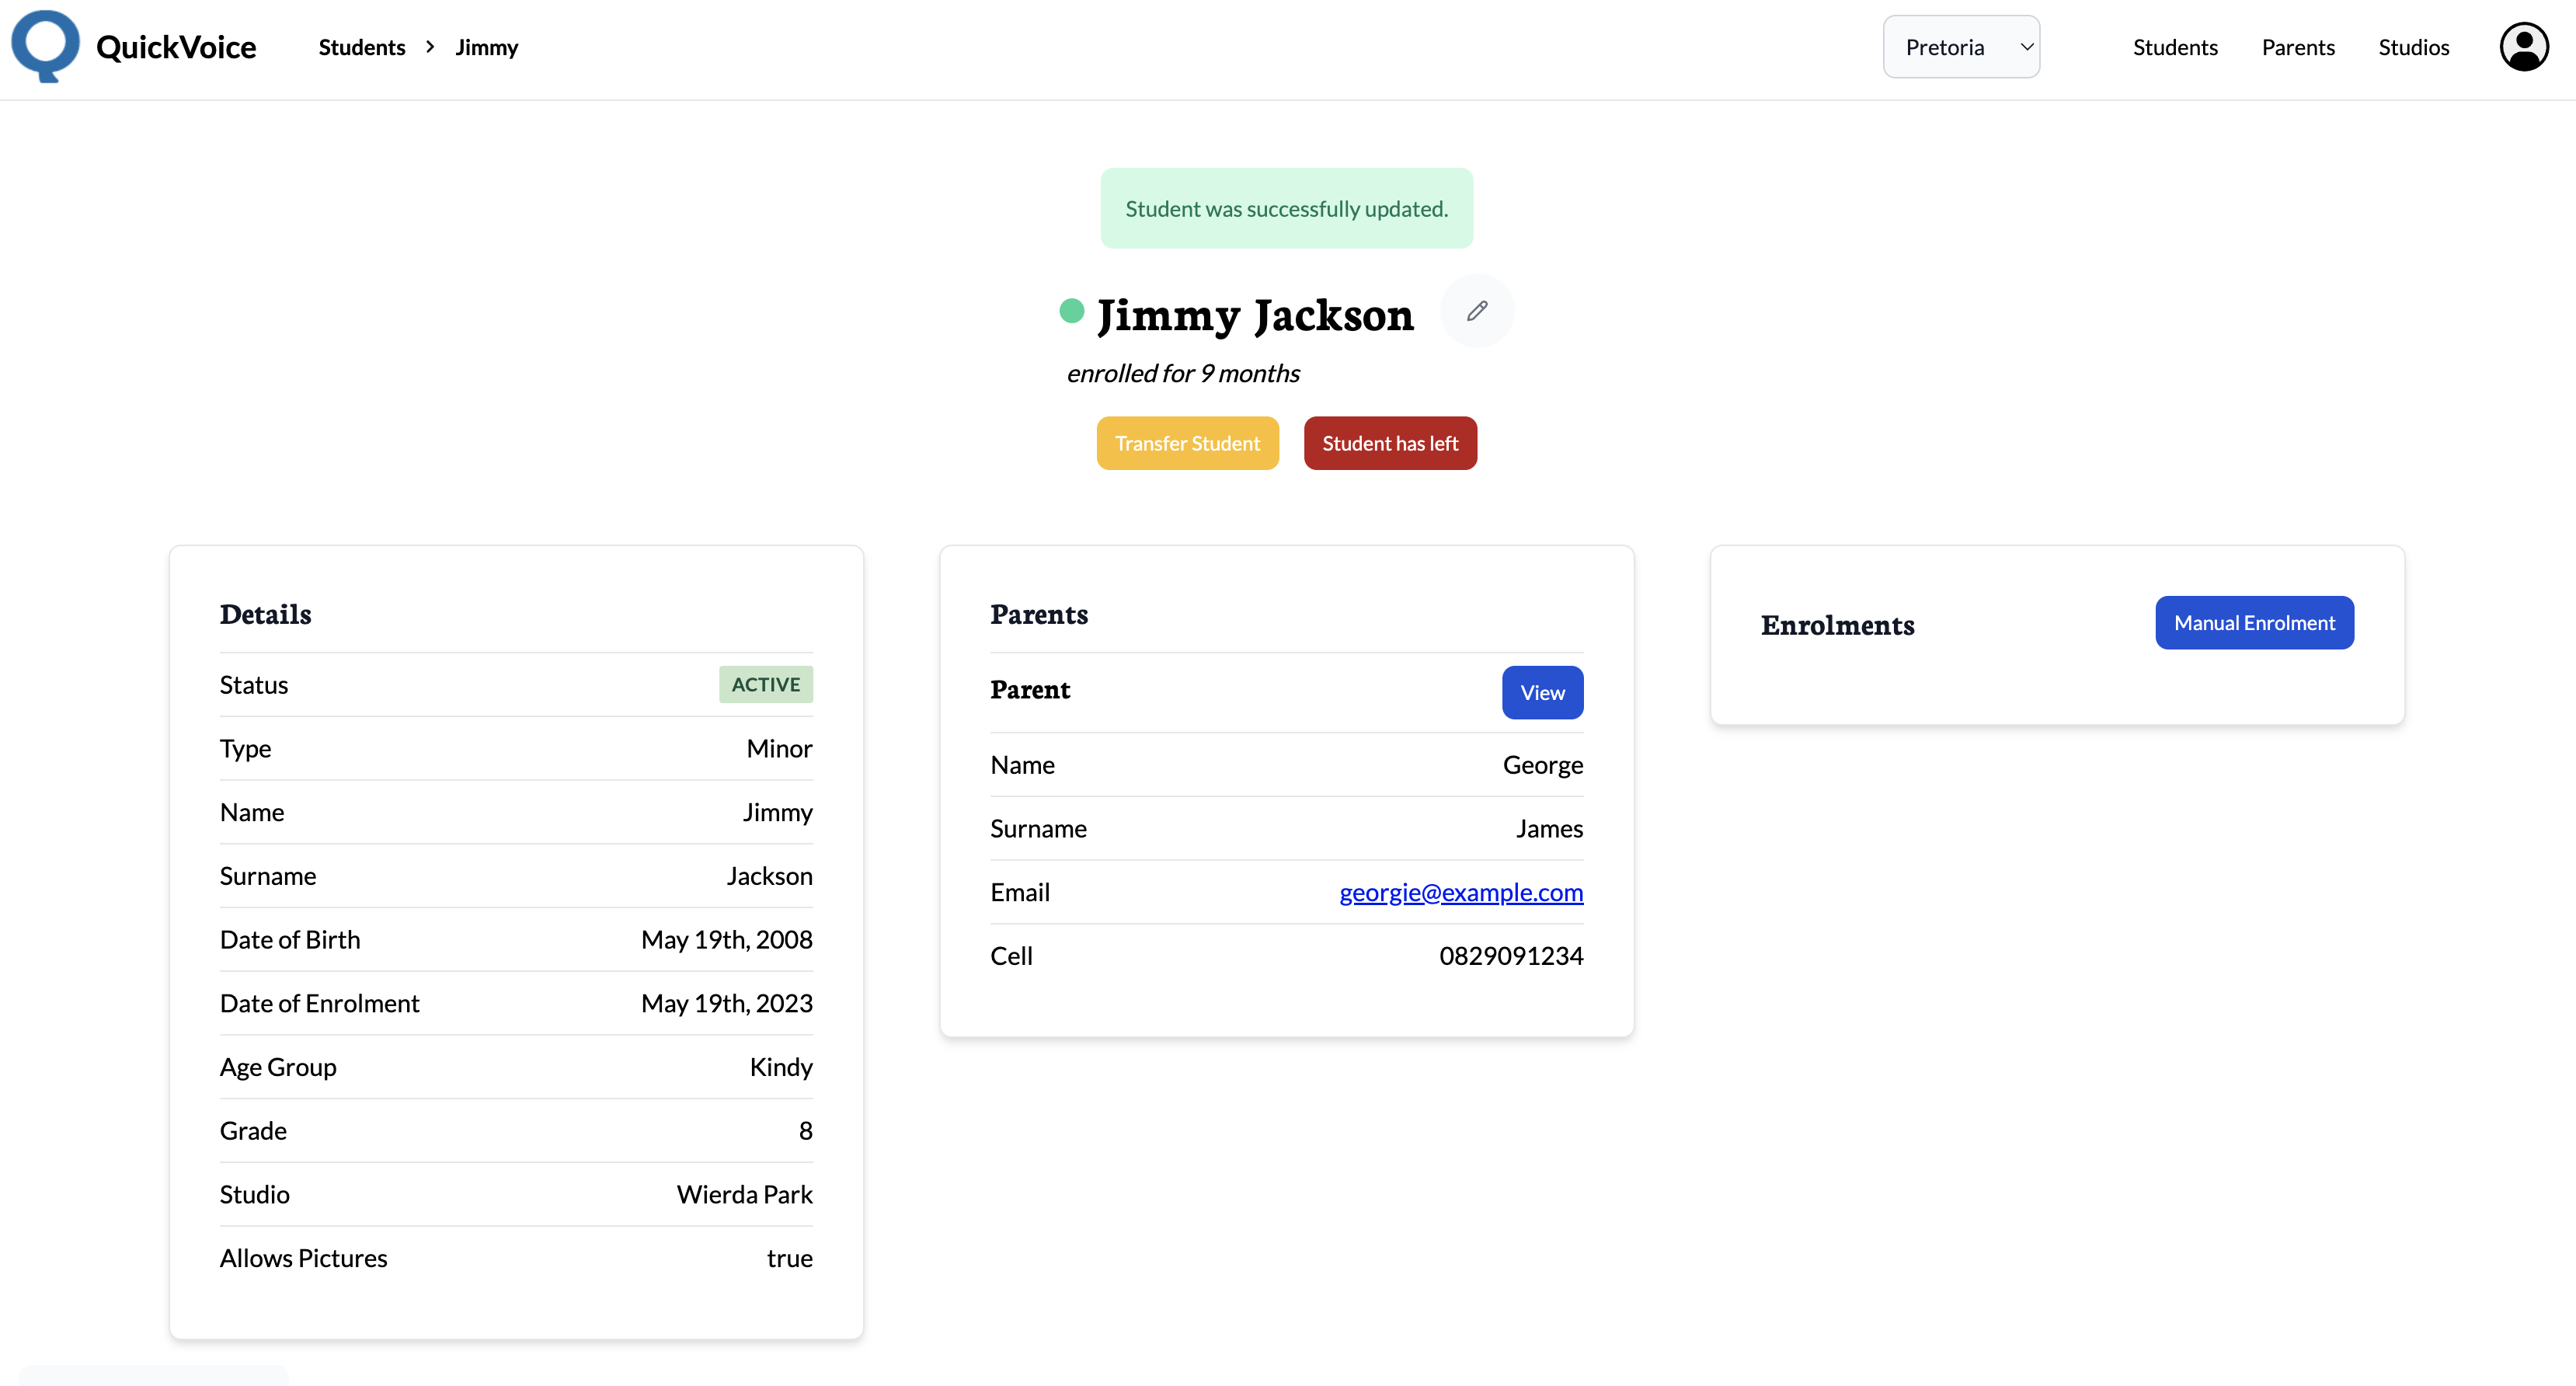 QuickVoice
Students > Jimmy
Pretoria
Students Parents Studios
Student was successfully updated.
Jimmy Jackson
enrolled for 9 months
Transfer Student
Student has left
Details
Status ACTIVE
Type Minor
Name Jimmy
Surname Jackson
Date of Birth May 19th, 2008
Date of Enrolment May 19th, 2023
Age Group Kindy
Grade 8
Studio Wierda Park
Allows Pictures true
Parents
Parent View
Name George
Surname James
Email georgie@example.com
Cell 0829091234
Enrolments
Manual Enrolment